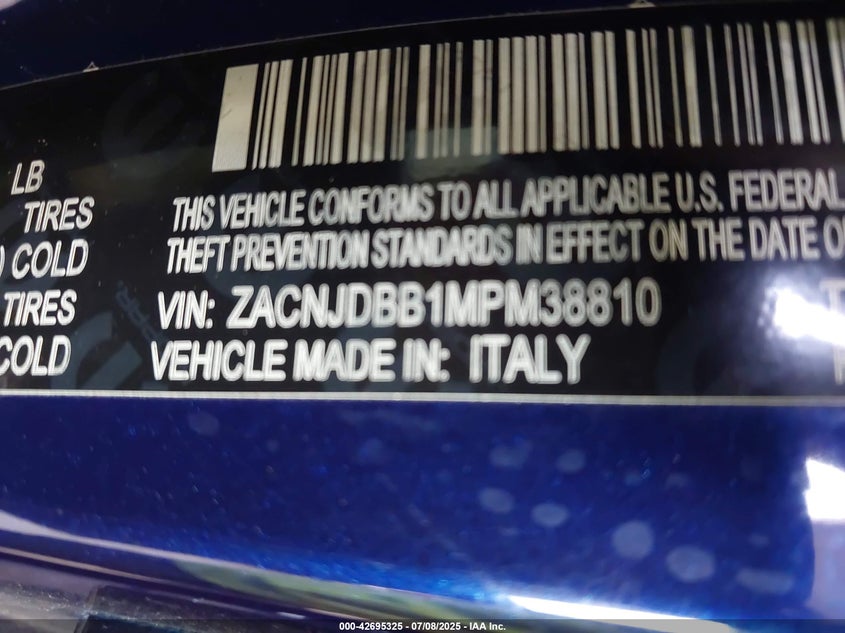 LB
TIRES
) COLD
TIRES
COLD
THIS VEHICLE CONFORMS TO ALL APPLICABLE U.S. FEDERAL
THEFT PREVENTION STANDARDS IN EFFECT ON THE DATE O
VIN: ZACNJDBB1MPM38810
VEHICLE MADE IN: ITALY
000-42695325 | 07/08/2025 - IAA Inc.